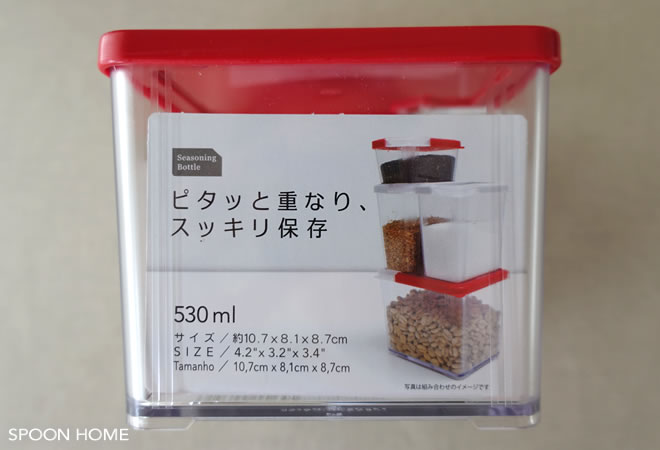 Seasoning
Bottle
ピタッと重なり、
スッキリ保存
530 ml
サイズ／約10.7 x 8.1 x 8.7cm
SIZE / 4.2"x 3.2"x 3.4"
Tamanho / 10,7cm x 8,1cm x 8,7cm
写真は組み合わせのイメージです
SPOON HOME